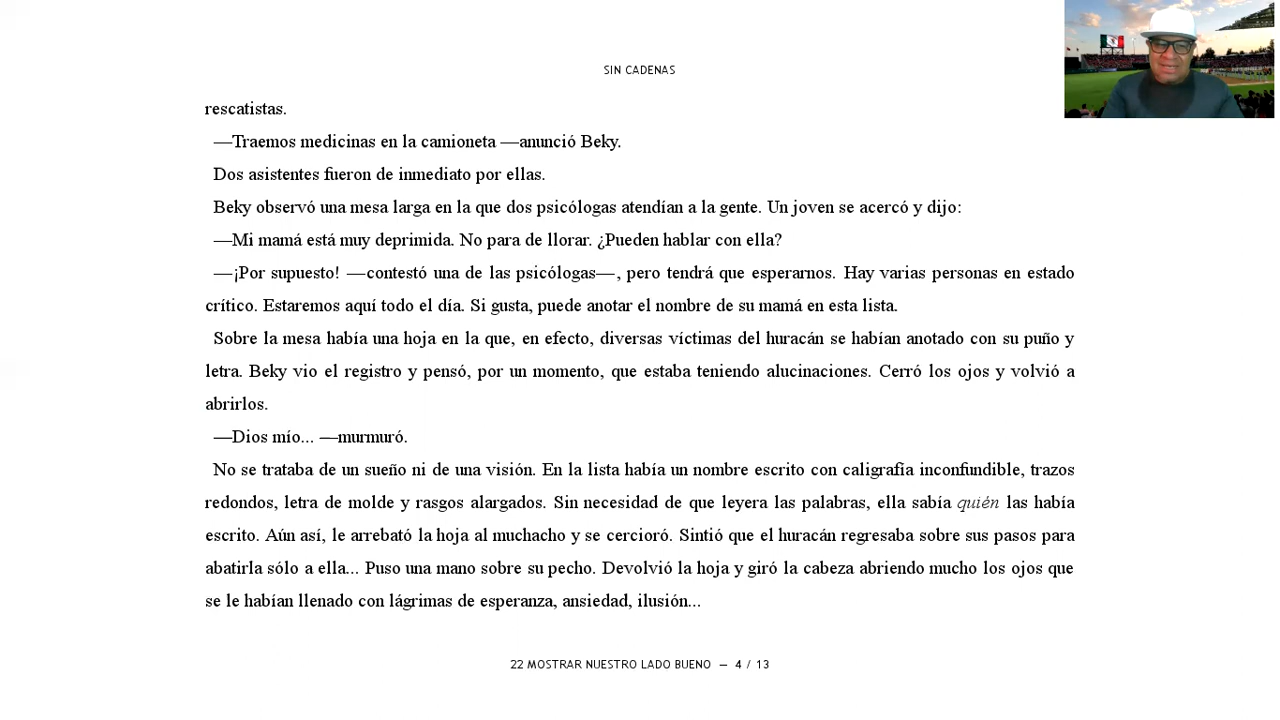 SIN CADENAS
rescatistas.
—Traemos medicinas en la camioneta —anunció Beky.
Dos asistentes fueron de inmediato por ellas.
Beky observó una mesa larga en la que dos psicólogas atendían a la gente. Un joven se acercó y dijo:
—Mi mamá está muy deprimida. No para de llorar. ¿Pueden hablar con ella?
—¡Por supuesto! —contestó una de las psicólogas—, pero tendrá que esperarnos. Hay varias personas en estado
crítico. Estaremos aquí todo el día. Si gusta, puede anotar el nombre de su mamá en esta lista.
Sobre la mesa había una hoja en la que, en efecto, diversas víctimas del huracán se habían anotado con su puño y
letra. Beky vio el registro y pensó, por un momento, que estaba teniendo alucinaciones. Cerró los ojos y volvió a
abrirlos.
—Dios mío... —murmuró.
No se trataba de un sueño ni de una visión. En la lista había un nombre escrito con caligrafía inconfundible, trazos
redondos, letra de molde y rasgos alargados. Sin necesidad de que leyera las palabras, ella sabía quién las había
escrito. Aún así, le arrebató la hoja al muchacho y se cercioró. Sintió que el huracán regresaba sobre sus pasos para
abatirla sólo a ella... Puso una mano sobre su pecho. Devolvió la hoja y giró la cabeza abriendo mucho los ojos que
se le habían llenado con lágrimas de esperanza, ansiedad, ilusión...
22 MOSTRAR NUESTRO LADO BUENO — 4 / 13